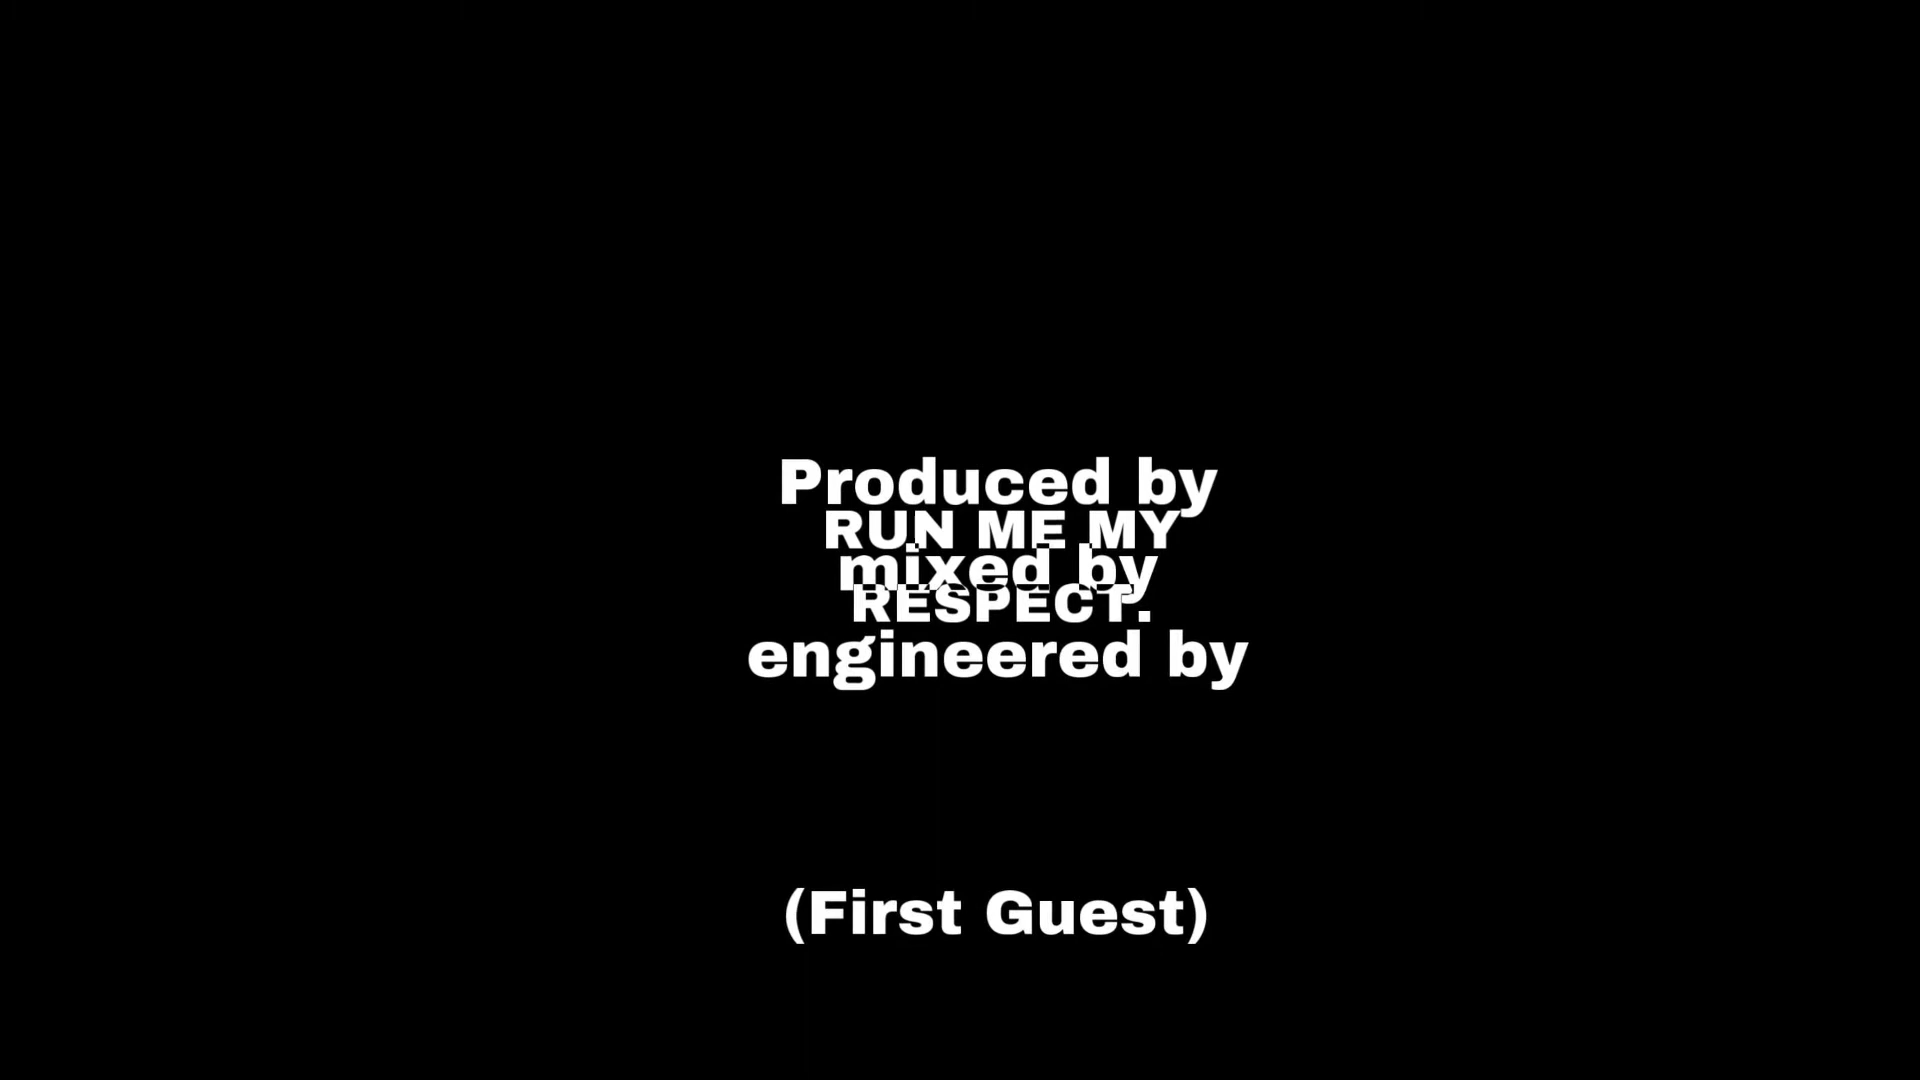 Produced by
RUN ME MY
mixed by
RESPECT.
engineered by
(First Guest)